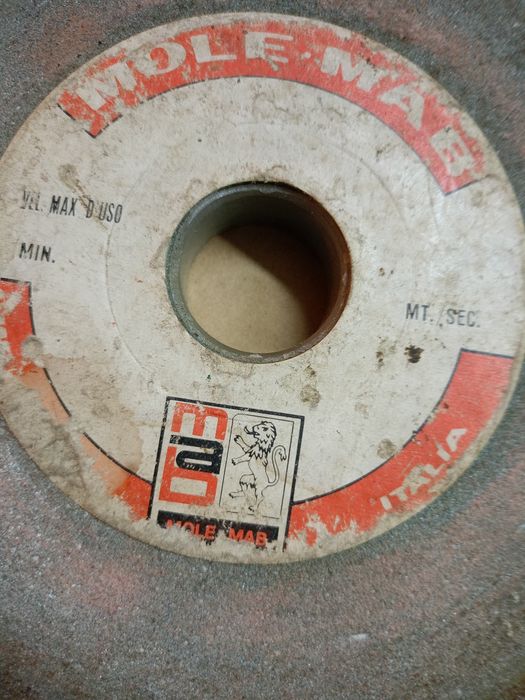 MOLE·MAB
VEL. MAX D'USO
MIN.
MT./SEC.
ITALIA
MOLE MAB